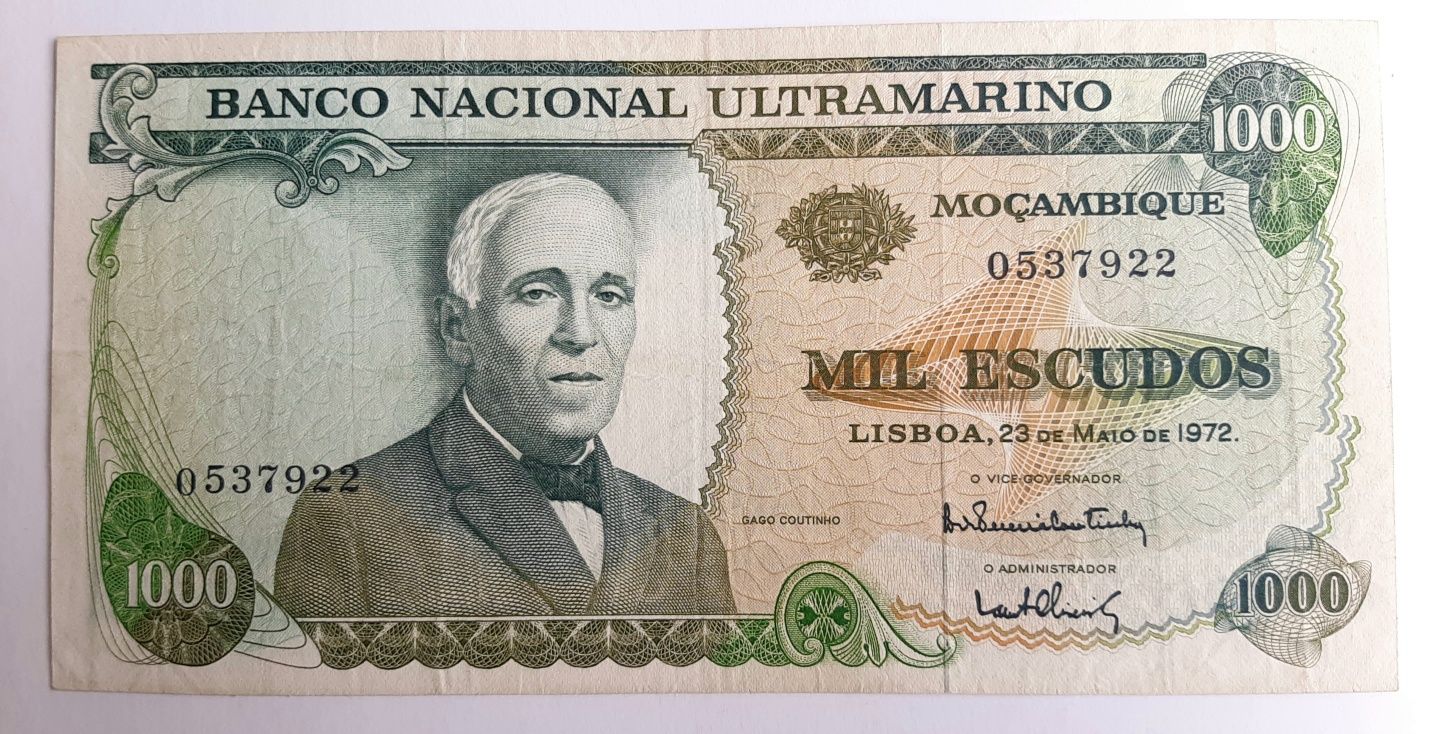 BANCO NACIONAL ULTRAMARINO
1000
MOÇAMBIQUE
0537922
MIL ESCUDOS
LISBOA, 23 DE MAIO DE 1972.
O VICE-GOVERNADOR
0537922
GAGO COUTINHO
O ADMINISTRADOR
1000
1000